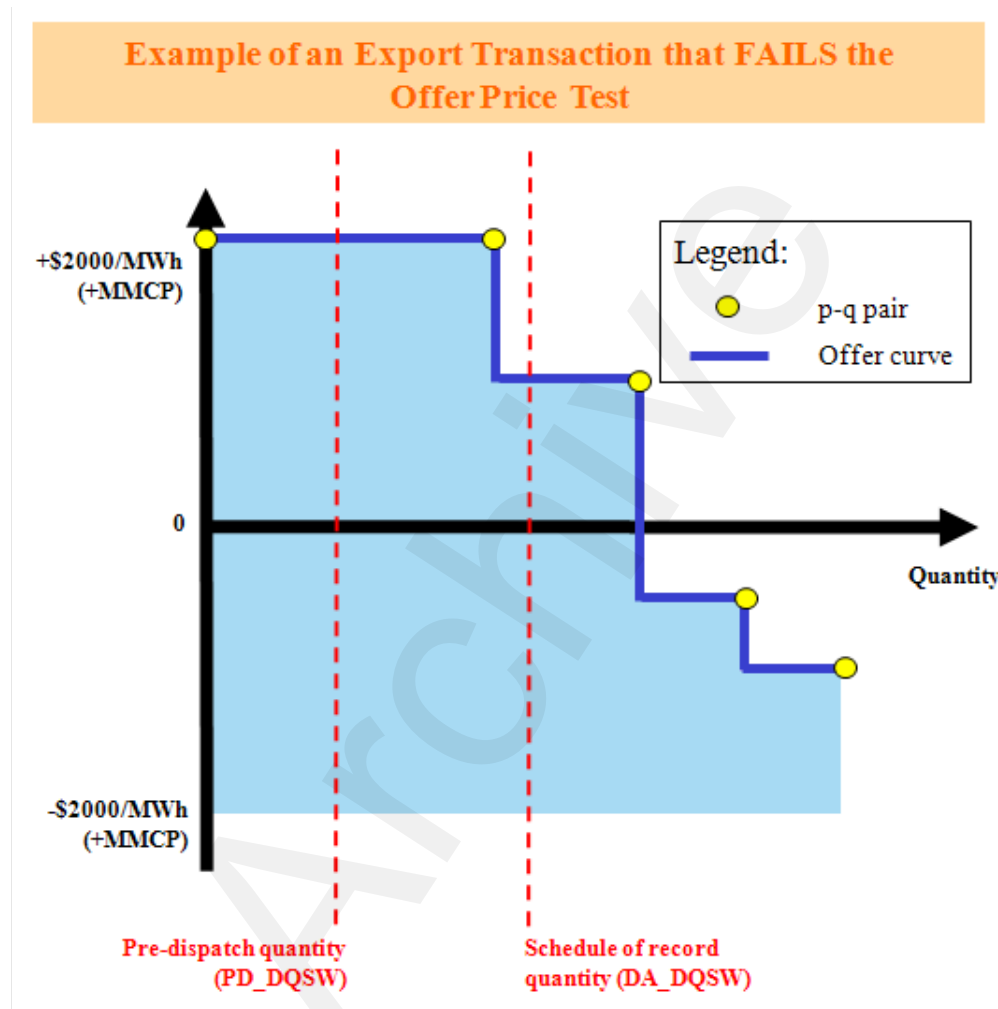 Example of an Export Transaction that FAILS the
Offer Price Test
+$2000/MWh
(+MMCP)
Legend:
p-q pair
Offer curve
0
Quantity
-$2000/MWh
(+MMCP)
Pre-dispatch quantity
(PD_DQSW)
Schedule of record
quantity (DA_DQSW)
Archive